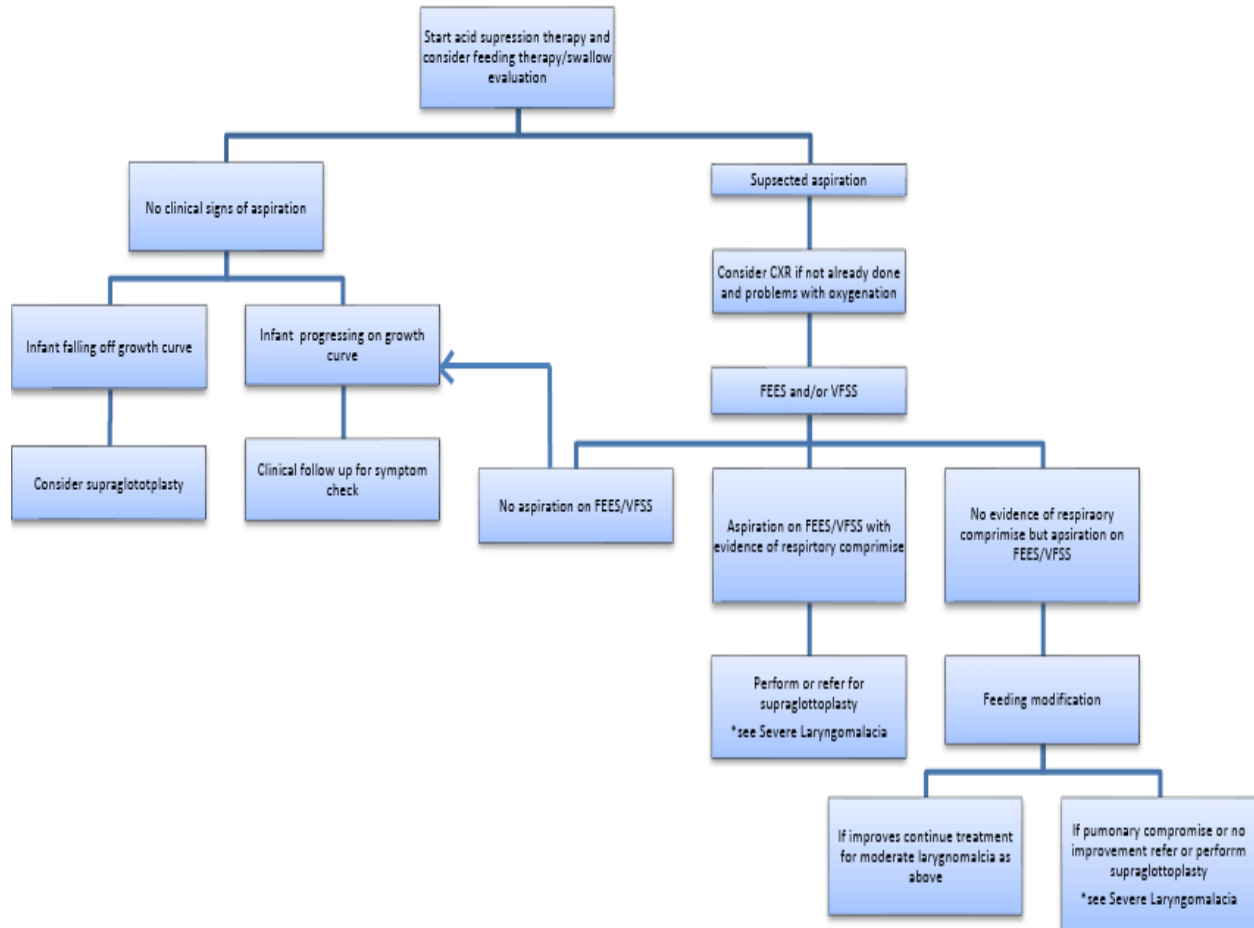 Start acid supression therapy and
consider feeding therapy/swallow
evaluation
No clinical signs of aspiration
Supsected aspiration
Consider CXR if not already done
and problems with oxygenation
Infant falling off growth curve
Infant progressing on growth
curve
FEES and/or VFSS
Consider supraglototplasty
Clinical follow up for symptom
check
No aspiration on FEES/VFSS
Aspiration on FEES/VFSS with
evidence of respirtory comprimise
No evidence of respiraory
comprimise but apsiration on
FEES/VFSS
Perform or refer for
supraglottoplasty
*see Severe Laryngomalacia
Feeding modification
If improves continue treatment
for moderate larygnomalcia as
above
If pumonary compromise or no
improvement refer or perforrm
supraglottoplasty
*see Severe Laryngomalacia